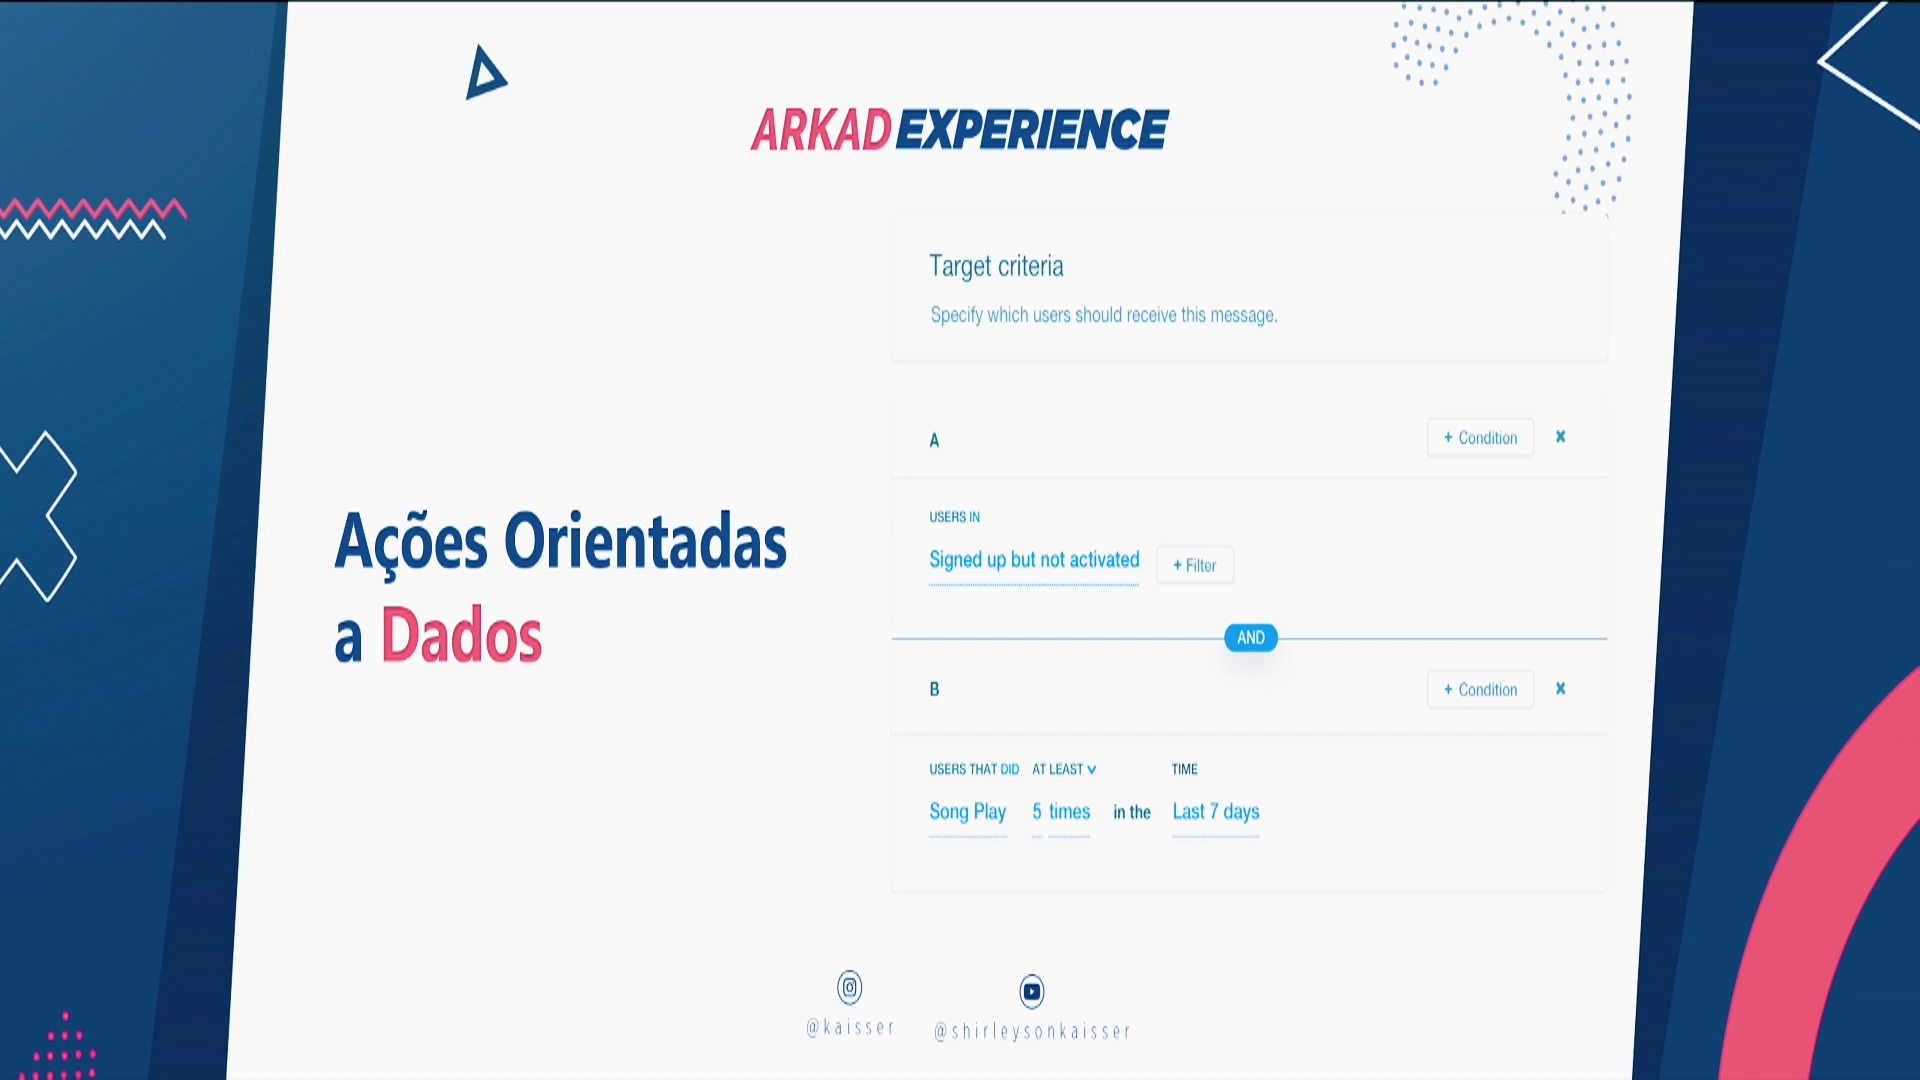 ARKAD EXPERIENCE
Target criteria
Specify which users should receive this message.
A
+ Condition
USERS IN
Signed up but not activated
+ Filter
Ações Orientadas
a Dados
AND
B
+ Condition
USERS THAT DID AT LEAST TIME
Song Play 5 times in the Last 7 days
@kaisser
@shirleysonkaisser